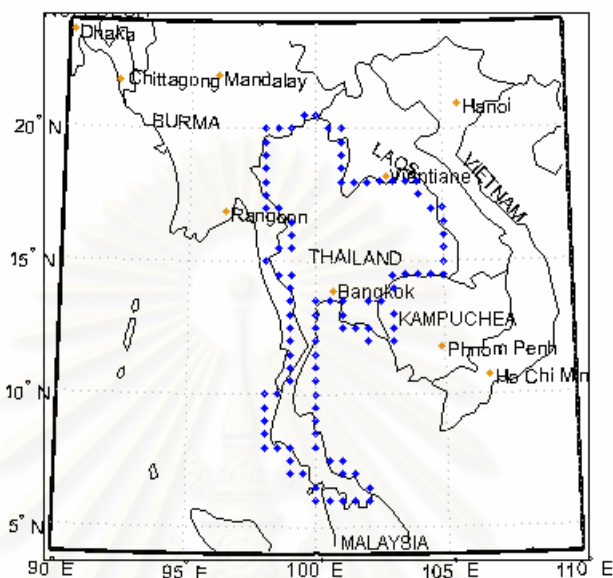 Dhaka
Chittagong Mandalay
Hanoi
BURMA
20° N
LAOS
Vientiane
VIETNAM
Rangoon
15° N
THAILAND
Bangkok
KAMPUCHEA
Phnom Penh
Ho Chi Min
10° N
5° N
MALAYSIA
90° E
95° E
100° E
105° E
110° E